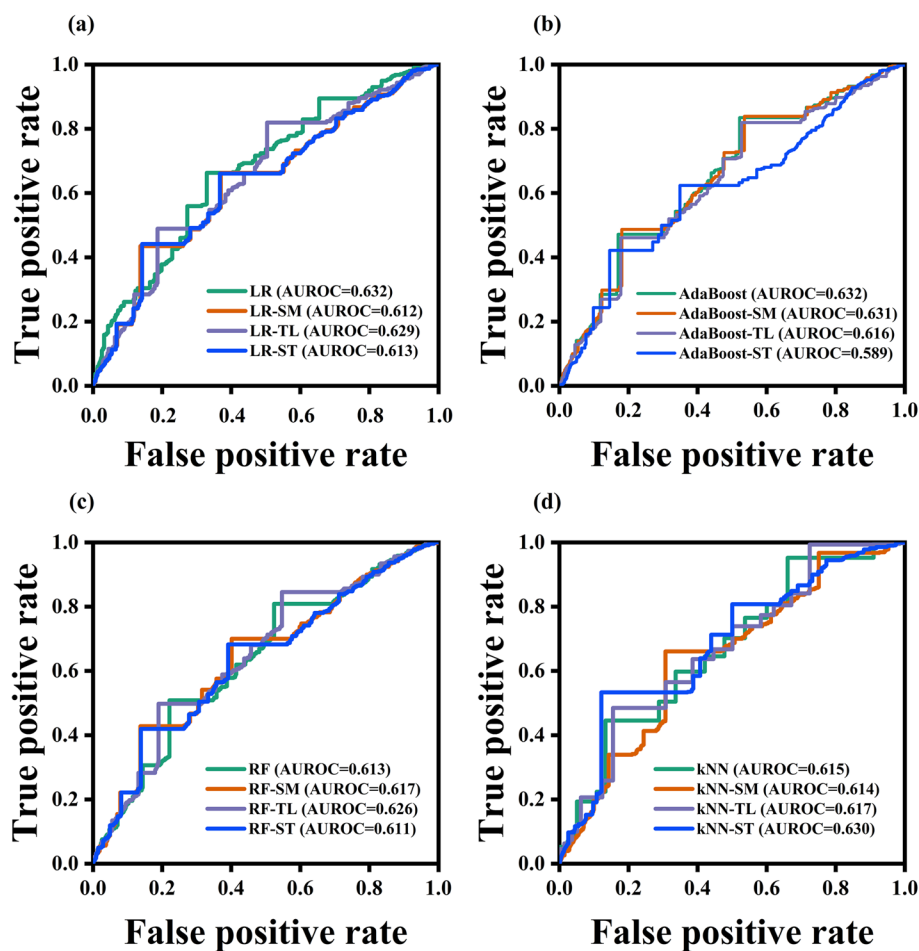 (a)
True positive rate
1.0
0.8
0.6
0.4
0.2
0.0
LR (AUROC=0.632)
LR-SM (AUROC=0.612)
LR-TL (AUROC=0.629)
LR-ST (AUROC=0.613)
0.0 0.2 0.4 0.6 0.8 1.0
False positive rate
(b)
True positive rate
1.0
0.8
0.6
0.4
0.2
0.0
AdaBoost (AUROC=0.632)
AdaBoost-SM (AUROC=0.631)
AdaBoost-TL (AUROC=0.616)
AdaBoost-ST (AUROC=0.589)
0.0 0.2 0.4 0.6 0.8 1.0
False positive rate
(c)
True positive rate
1.0
0.8
0.6
0.4
0.2
0.0
RF (AUROC=0.613)
RF-SM (AUROC=0.617)
RF-TL (AUROC=0.626)
RF-ST (AUROC=0.611)
0.0 0.2 0.4 0.6 0.8 1.0
False positive rate
(d)
True positive rate
1.0
0.8
0.6
0.4
0.2
0.0
kNN (AUROC=0.615)
kNN-SM (AUROC=0.614)
kNN-TL (AUROC=0.617)
kNN-ST (AUROC=0.630)
0.0 0.2 0.4 0.6 0.8 1.0
False positive rate